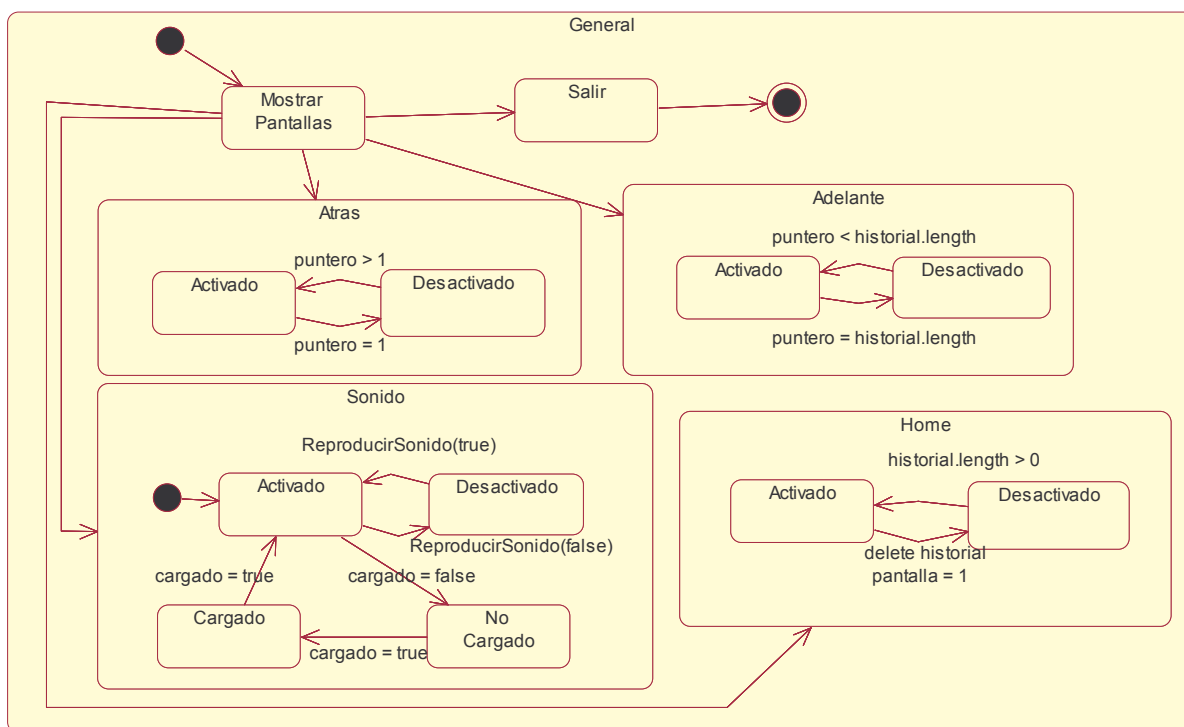 General
Mostrar
Pantallas
Salir
Atras
puntero > 1
Activado
Desactivado
puntero = 1
Adelante
puntero < historial.length
Activado
Desactivado
puntero = historial.length
Sonido
ReproducirSonido(true)
Activado
Desactivado
ReproducirSonido(false)
cargado = true
cargado = false
Cargado
No
Cargado
cargado = true
Home
historial.length > 0
Activado
Desactivado
delete historial
pantalla = 1